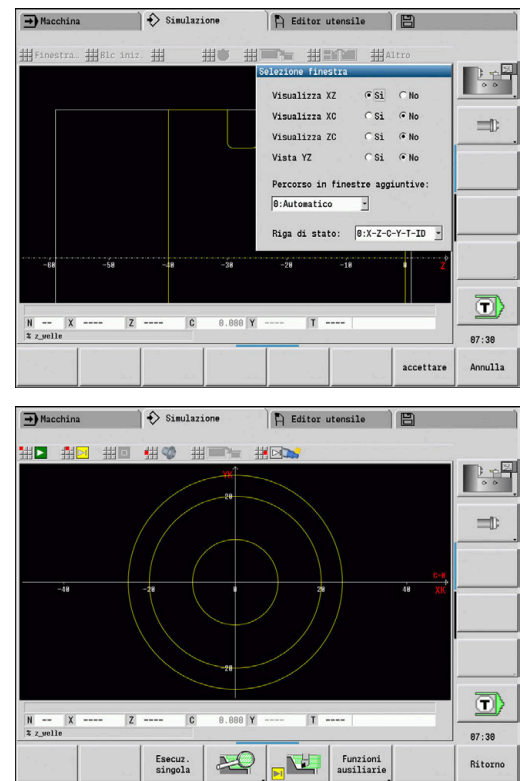 Macchina Simulazione Editor utensile
Finestra.. Blc iniz. Altro
Selezione finestra
Visualizza XZ Si No
Visualizza XC Si No
Visualizza ZC Si No
Vista YZ Si No
Percorso in finestre aggiuntive:
0:Automatico
Riga di stato: 0:X-Z-C-Y-T-ID
-60 -50 -40 -30 -20 -10 0 Z
T
N -- X ---- Z ---- C 0.000 Y ---- T ----
% z_welle
07:30
accettare Annulla
Macchina Simulazione Editor utensile
YK
20
C-0
-40 -20 0 20 40 XK
-20
T
N -- X ---- Z ---- C 0.000 Y ---- T ----
% z_welle
07:30
Esecuz. singola Funzioni ausiliarie Ritorno